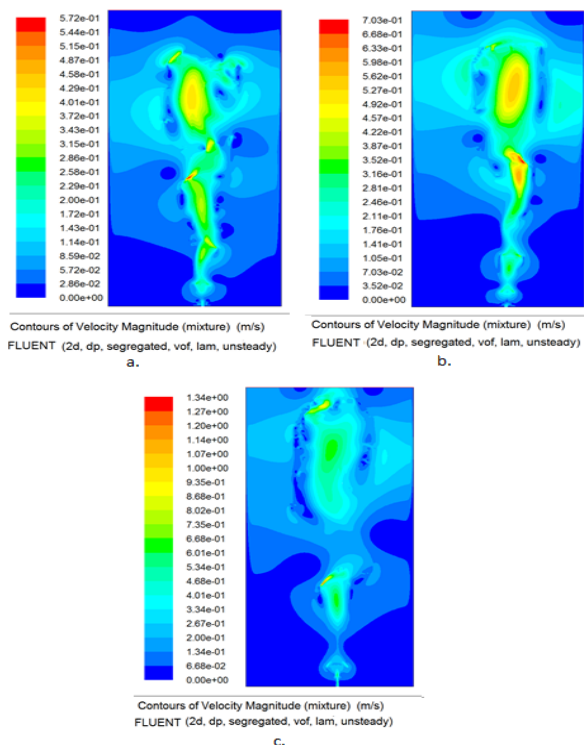 5.72e-01
5.44e-01
5.15e-01
4.87e-01
4.58e-01
4.29e-01
4.01e-01
3.72e-01
3.43e-01
3.15e-01
2.86e-01
2.58e-01
2.29e-01
2.00e-01
1.72e-01
1.43e-01
1.14e-01
8.59e-02
5.72e-02
2.86e-02
0.00e+00
Contours of Velocity Magnitude (mixture) (m/s)
FLUENT (2d, dp, segregated, vof, lam, unsteady)
a.
7.03e-01
6.68e-01
6.33e-01
5.98e-01
5.62e-01
5.27e-01
4.92e-01
4.57e-01
4.22e-01
3.87e-01
3.52e-01
3.16e-01
2.81e-01
2.46e-01
2.11e-01
1.76e-01
1.41e-01
1.05e-01
7.03e-02
3.52e-02
0.00e+00
Contours of Velocity Magnitude (mixture) (m/s)
FLUENT (2d, dp, segregated, vof, lam, unsteady)
b.
1.34e+00
1.27e+00
1.20e+00
1.14e+00
1.07e+00
1.00e+00
9.35e-01
8.68e-01
8.02e-01
7.35e-01
6.68e-01
6.01e-01
5.34e-01
4.68e-01
4.01e-01
3.34e-01
2.67e-01
2.00e-01
1.34e-01
6.68e-02
0.00e+00
Contours of Velocity Magnitude (mixture) (m/s)
FLUENT (2d, dp, segregated, vof, lam, unsteady)
c.